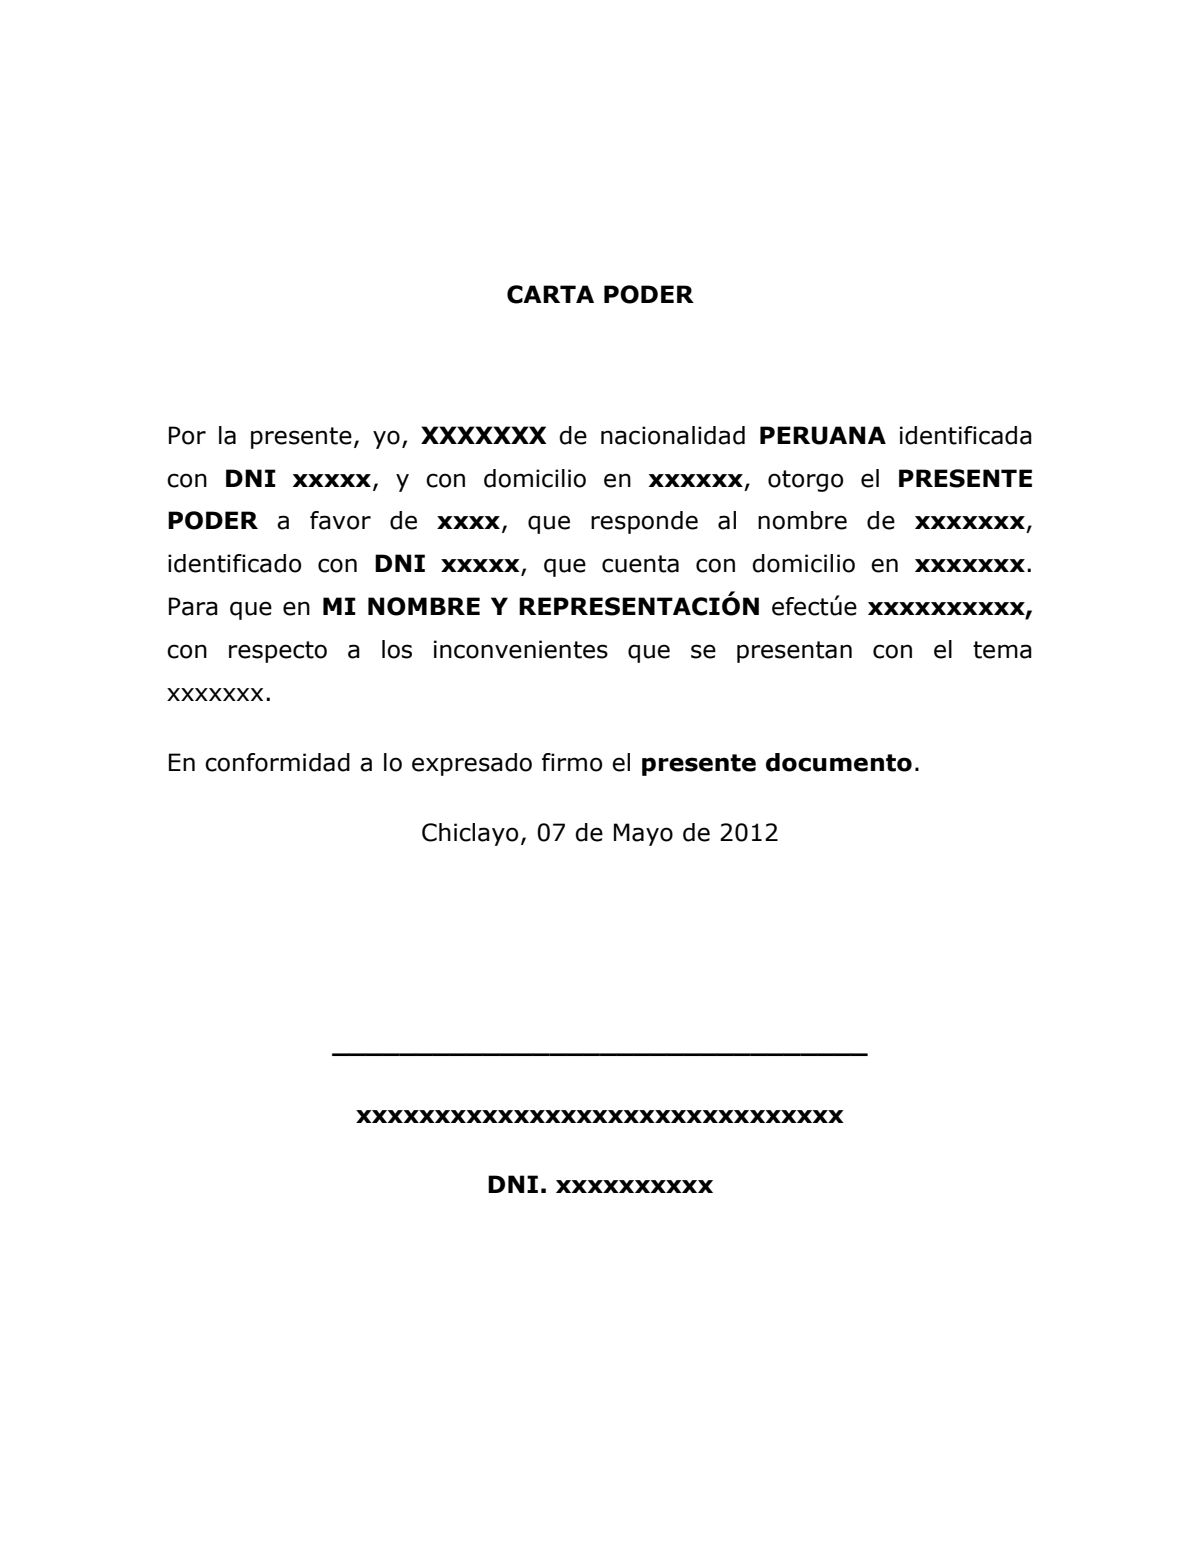 CARTA PODER
Por la presente, yo, XXXXXXX de nacionalidad PERUANA identificada
con DNI xxxxx, y con domicilio en xxxxxx, otorgo el PRESENTE
PODER a favor de xxxx, que responde al nombre de xxxxxxx,
identificado con DNI xxxxx, que cuenta con domicilio en xxxxxxx.
Para que en MI NOMBRE Y REPRESENTACIÓN efectúe xxxxxxxxxx,
con respecto a los inconvenientes que se presentan con el tema
xxxxxxx.
En conformidad a lo expresado firmo el presente documento.
Chiclayo, 07 de Mayo de 2012
________________________________
xxxxxxxxxxxxxxxxxxxxxxxxxxxxxxx
DNI. xxxxxxxxxx